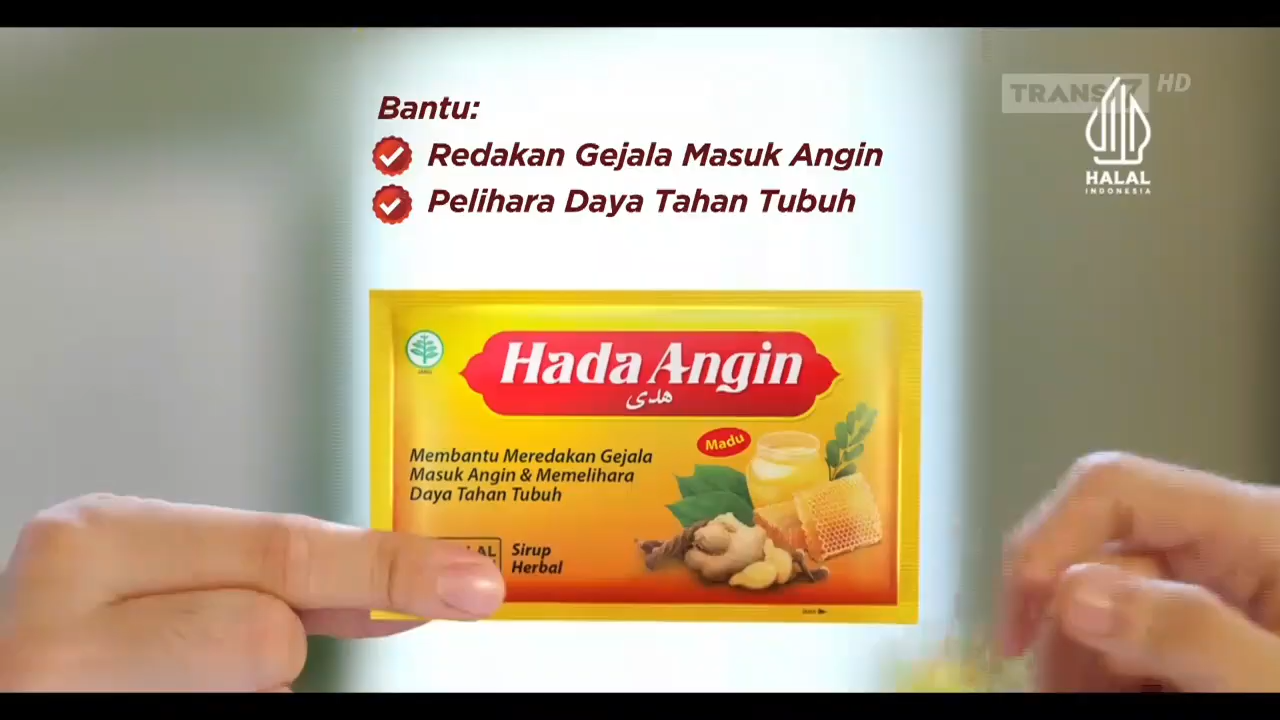 Bantu:
Redakan Gejala Masuk Angin
Pelihara Daya Tahan Tubuh
TRANS7 HD
HALAL
INDONESIA
Hada Angin
هدى
Madu
Membantu Meredakan Gejala
Masuk Angin & Memelihara
Daya Tahan Tubuh
Sirup
Herbal